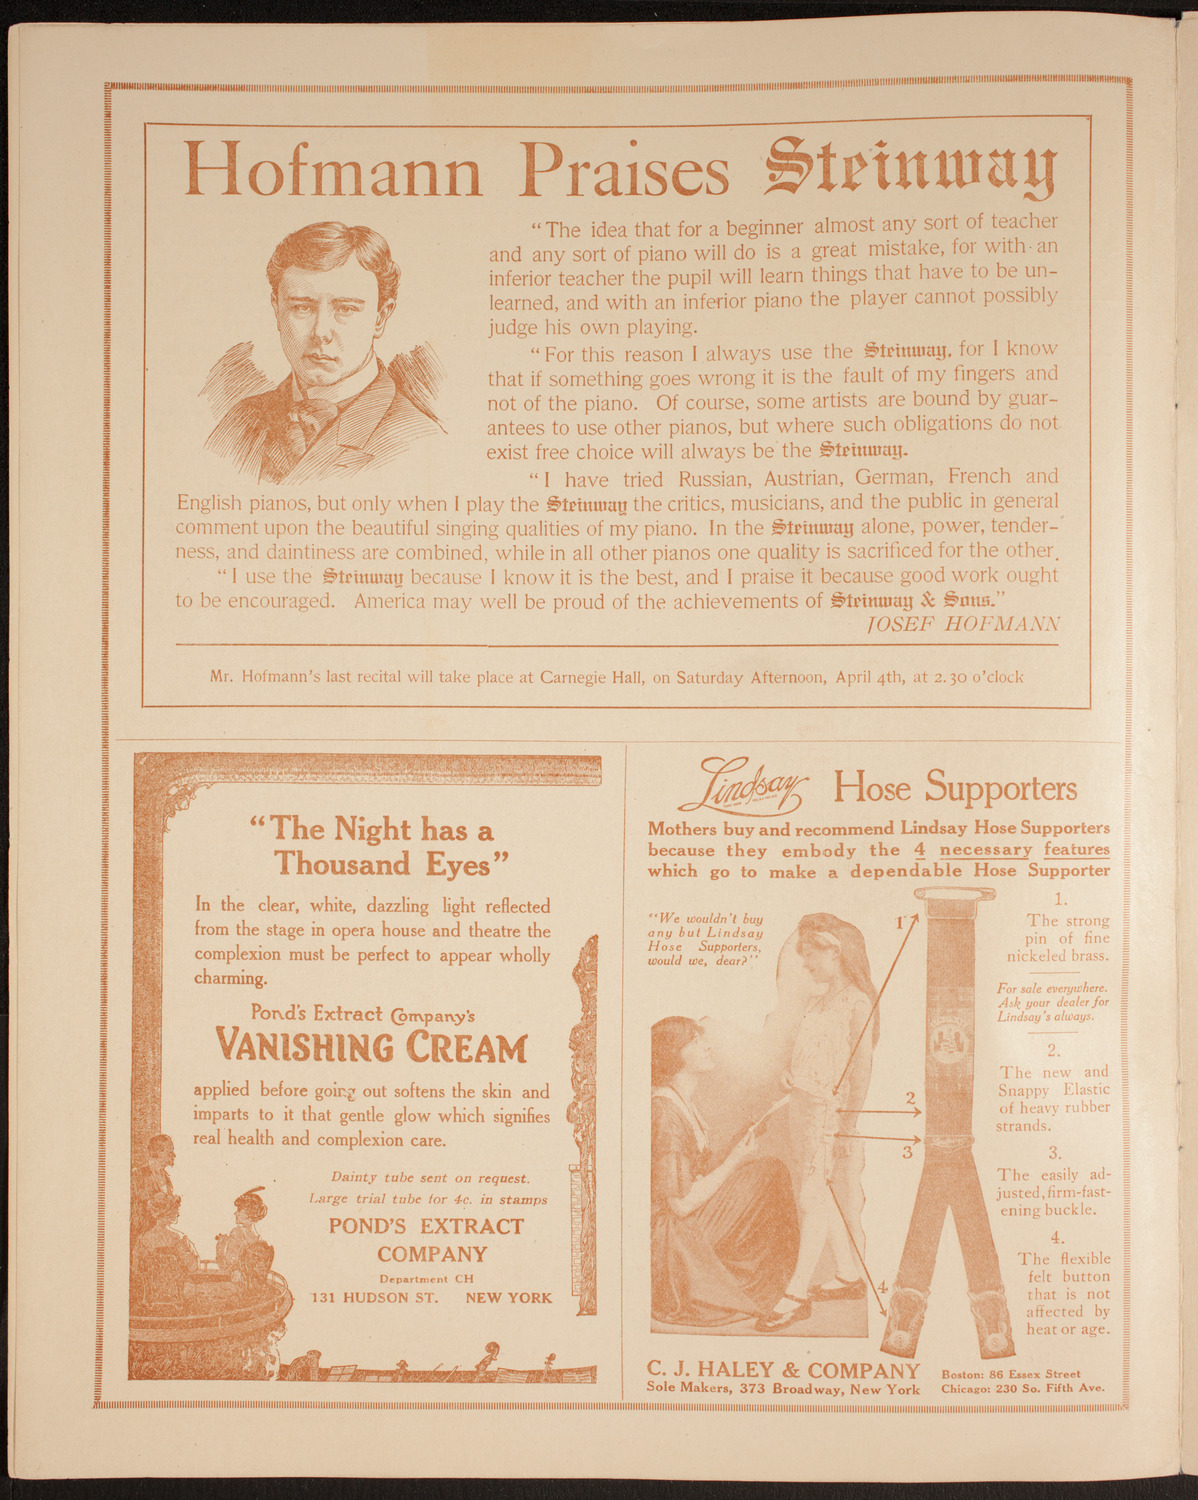 Hofmann Praises Steinway
“The idea that for a beginner almost any sort of teacher
and any sort of piano will do is a great mistake, for with an
inferior teacher the pupil will learn things that have to be un-
learned, and with an inferior piano the player cannot possibly
judge his own playing.
“For this reason I always use the Steinway, for I know
that if something goes wrong it is the fault of my fingers and
not of the piano. Of course, some artists are bound by guar-
antees to use other pianos, but where such obligations do not
exist free choice will always be the Steinway.
“I have tried Russian, Austrian, German, French and
English pianos, but only when I play the Steinway the critics, musicians, and the public in general
comment upon the beautiful singing qualities of my piano. In the Steinway alone, power, tender-
ness, and daintiness are combined, while in all other pianos one quality is sacrificed for the other.
“I use the Steinway because I know it is the best, and I praise it because good work ought
to be encouraged. America may well be proud of the achievements of Steinway & Sons.”
JOSEF HOFMANN
Mr. Hofmann’s last recital will take place at Carnegie Hall, on Saturday Afternoon, April 4th, at 2.30 o’clock
“The Night has a
Thousand Eyes”
In the clear, white, dazzling light reflected
from the stage in opera house and theatre the
complexion must be perfect to appear wholly
charming.
Pond’s Extract Company’s
VANISHING CREAM
applied before going out softens the skin and
imparts to it that gentle glow which signifies
real health and complexion care.
Dainty tube sent on request.
Large trial tube for 4c. in stamps
POND’S EXTRACT
COMPANY
Department CH
131 HUDSON ST. NEW YORK
Lindsay Hose Supporters
Mothers buy and recommend Lindsay Hose Supporters
because they embody the 4 necessary features
which go to make a dependable Hose Supporter
“We wouldn’t buy
any but Lindsay
Hose Supporters,
would we, dear?”
1
2
3
4
1.
The strong
pin of fine
nickeled brass.
For sale everywhere.
Ask your dealer for
Lindsay’s always.
2.
The new and
Snappy Elastic
of heavy rubber
strands.
3.
The easily ad-
justed, firm-fast-
ening buckle.
4.
The flexible
felt button
that is not
affected by
heat or age.
C. J. HALEY & COMPANY
Sole Makers, 373 Broadway, New York
Boston: 86 Essex Street
Chicago: 230 So. Fifth Ave.